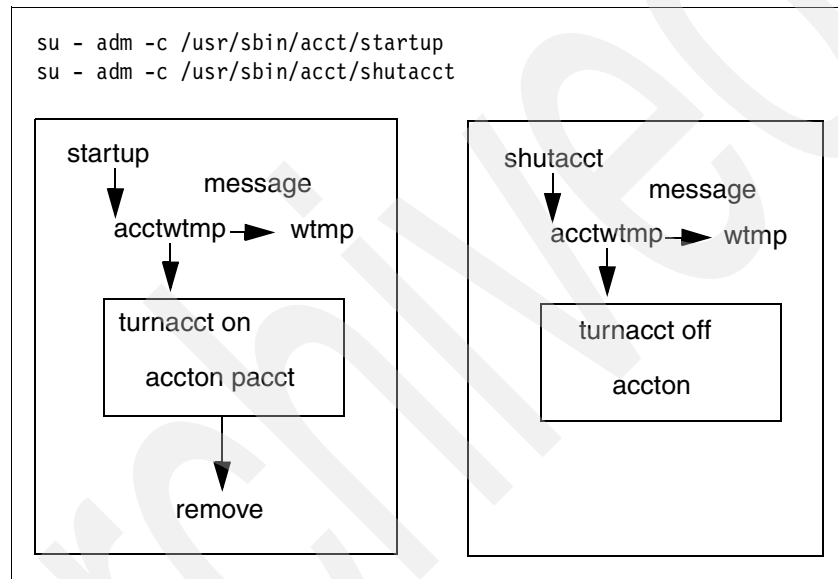 su - adm -c /usr/sbin/acct/startup
su - adm -c /usr/sbin/acct/shutacct
startup
message
acctwtmp
wtmp
turnacct on
accton pacct
remove
shutacct
message
acctwtmp
wtmp
turnacct off
accton